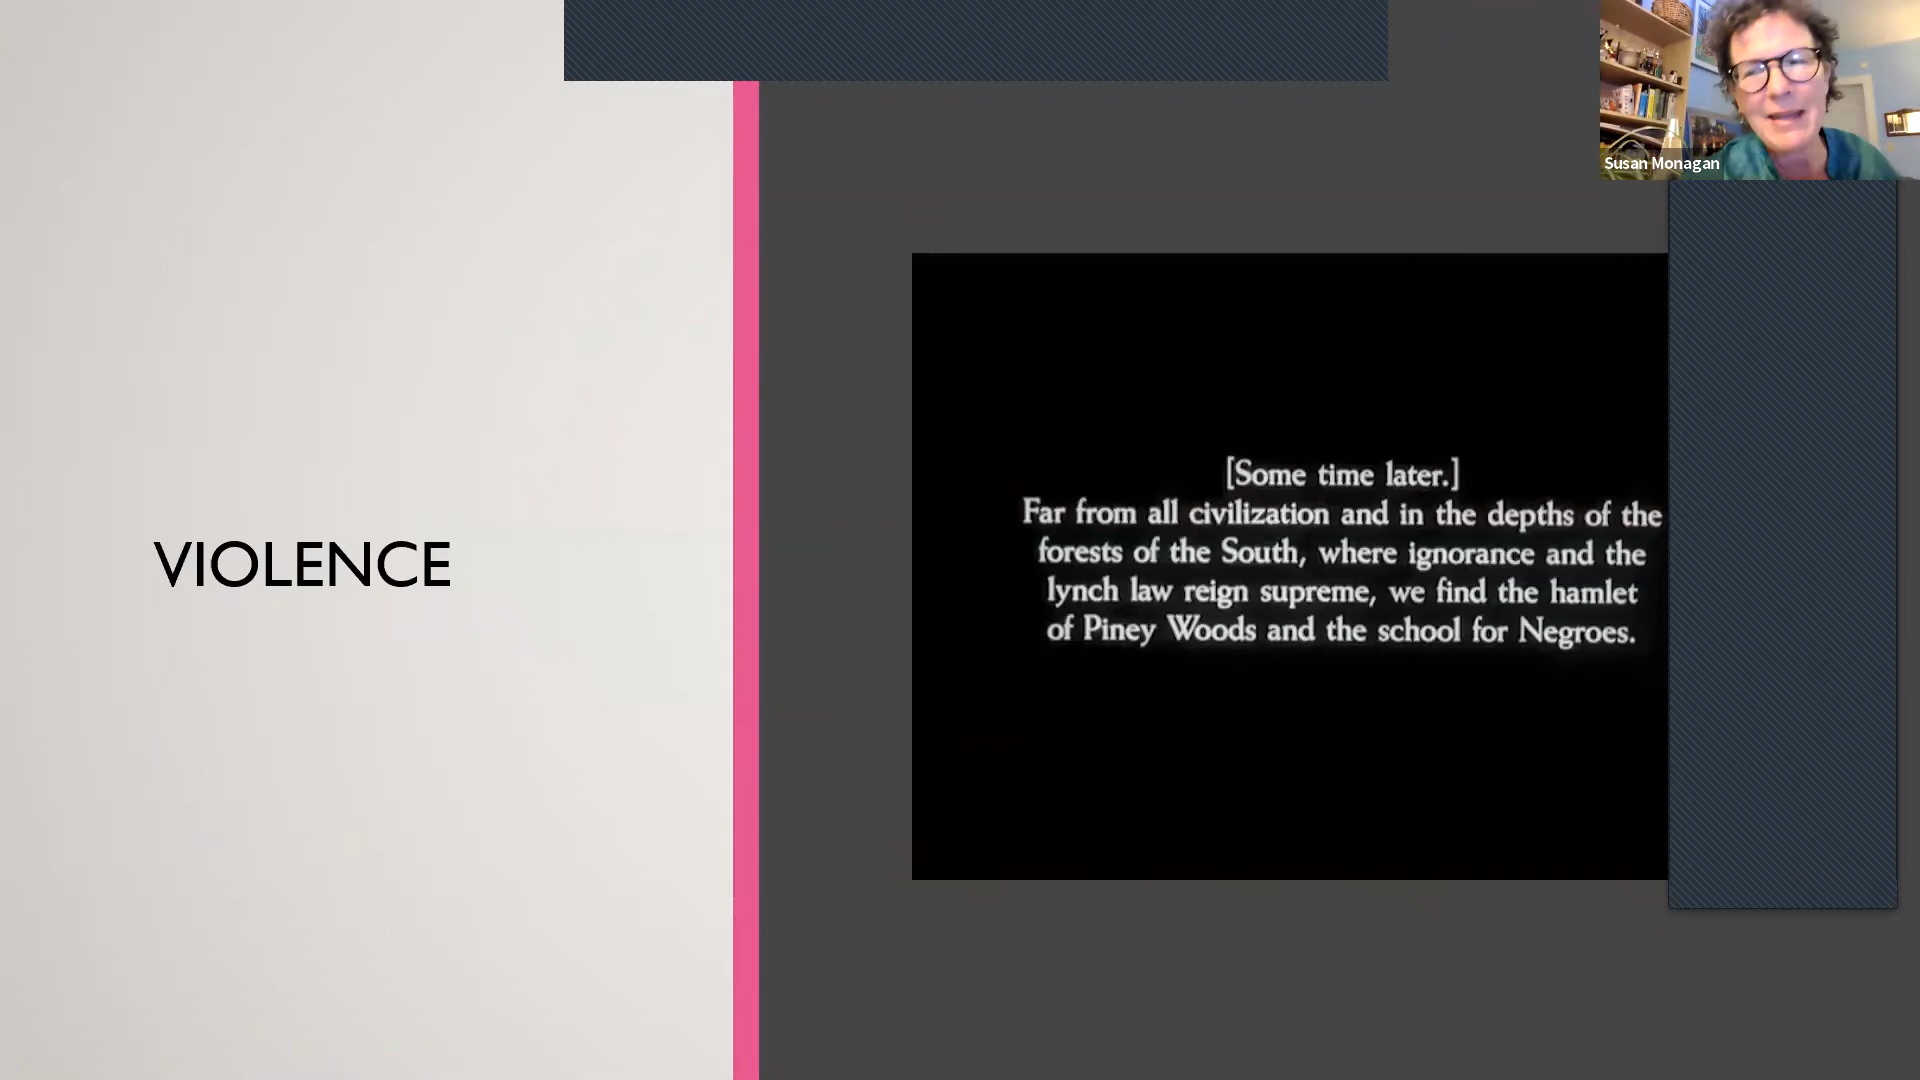 Susan Monagan
VIOLENCE
[Some time later.]
Far from all civilization and in the depths of the
forests of the South, where ignorance and the
lynch law reign supreme, we find the hamlet
of Piney Woods and the school for Negroes.